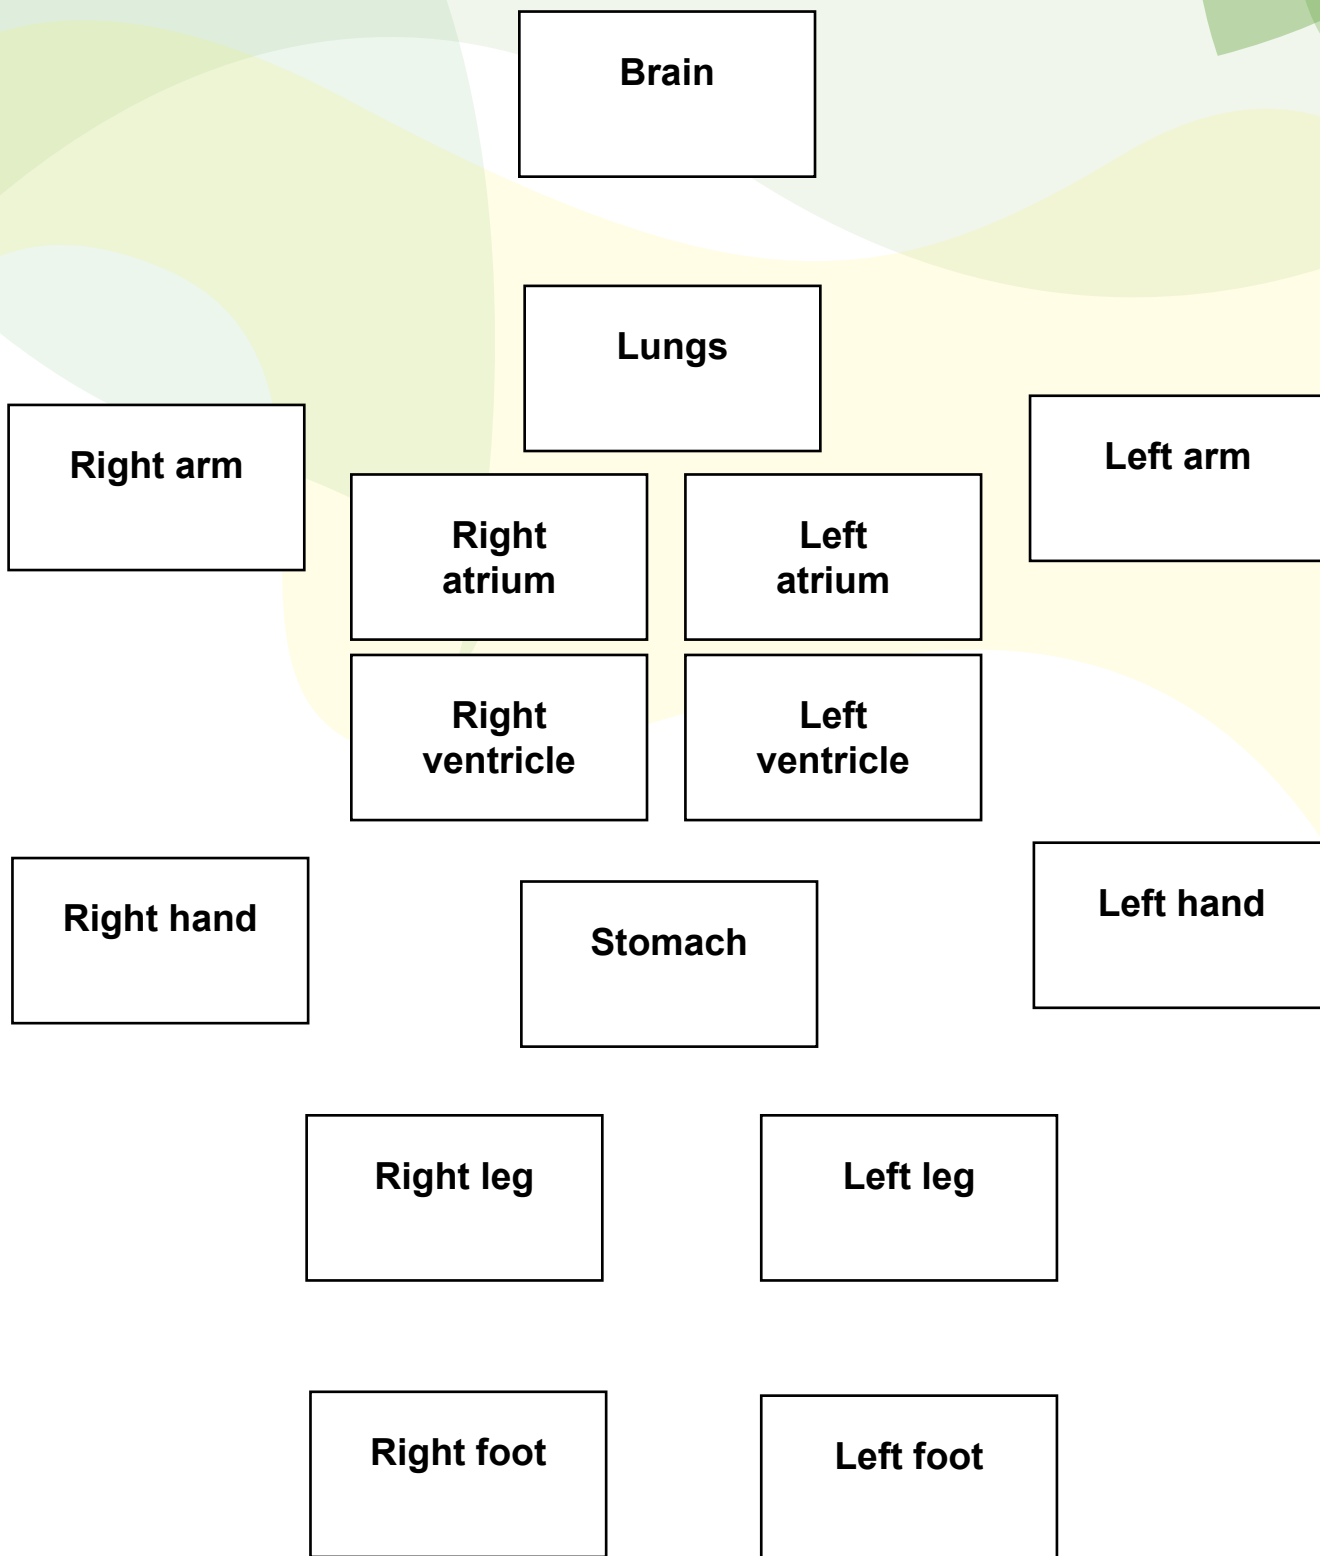 Brain
Lungs
Right arm
Left arm
Right
atrium
Left
atrium
Right
ventricle
Left
ventricle
Right hand
Left hand
Stomach
Right leg
Left leg
Right foot
Left foot